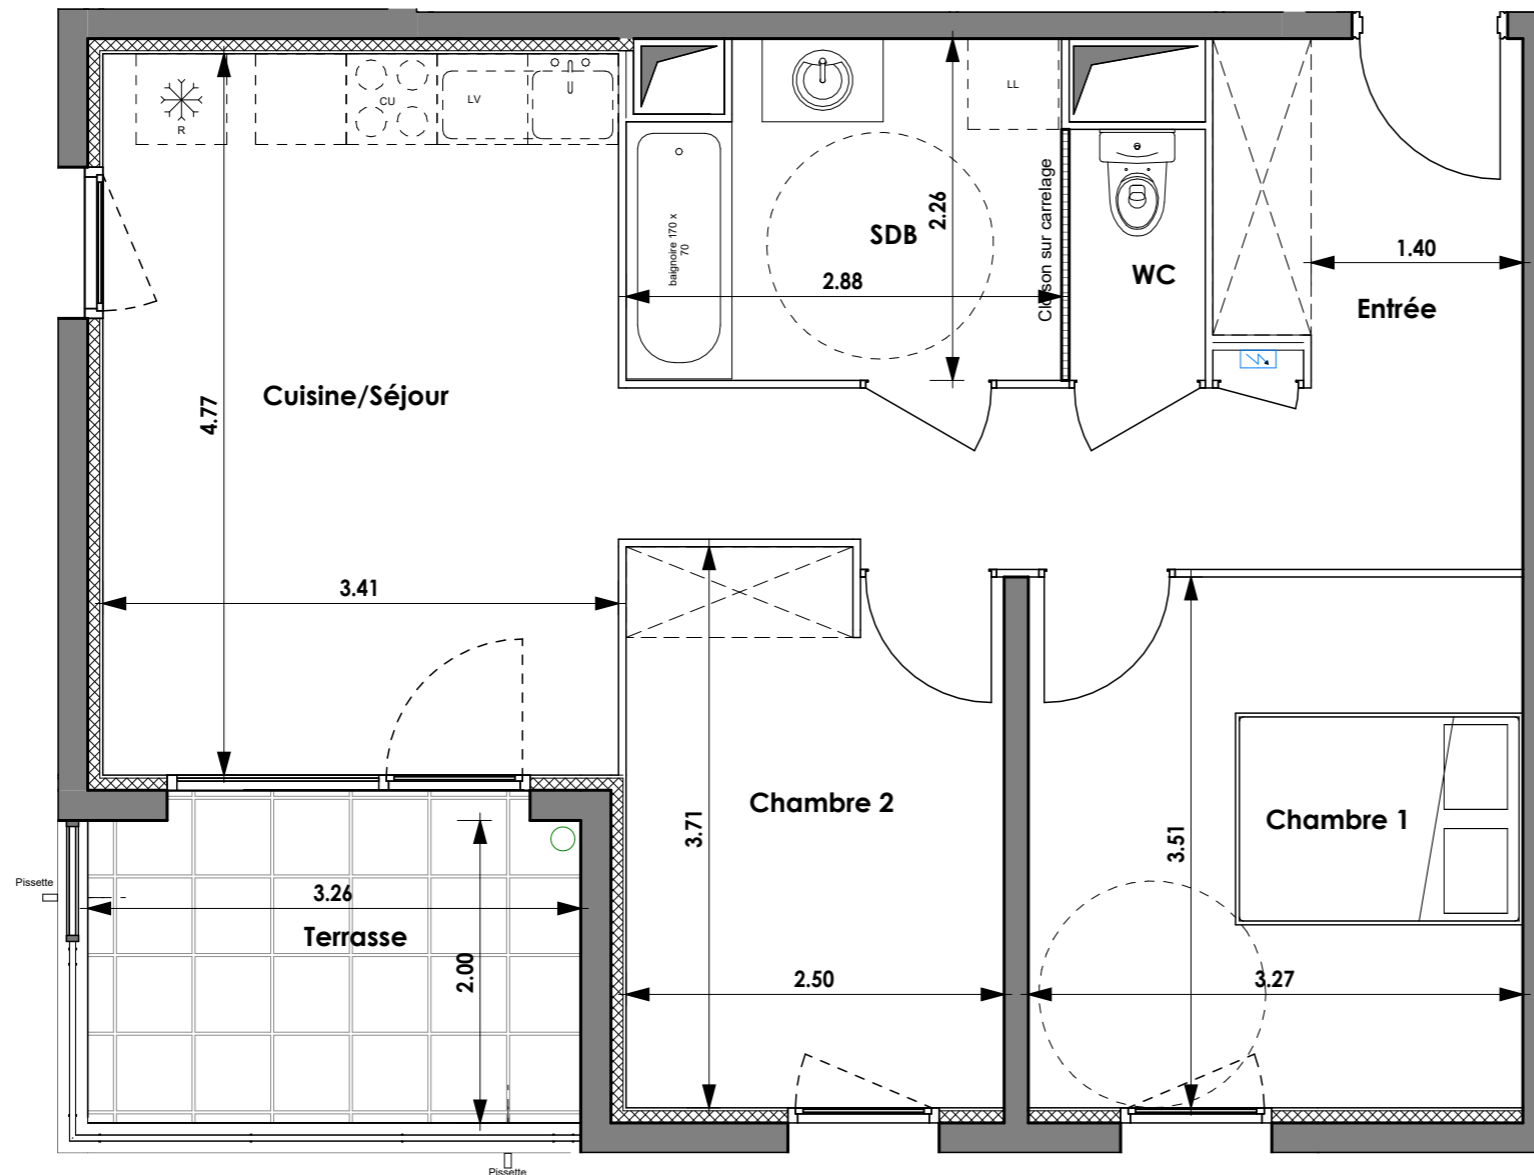 R
CU
LV
LL
baignoire 170 x
70
SDB
2.26
2.88
Cloison sur carrelage
WC
1.40
Entrée
Cuisine/Séjour
4.77
3.41
Chambre 2
3.71
2.50
Chambre 1
3.51
3.27
Pissette
3.26
Terrasse
2.00
Pissette